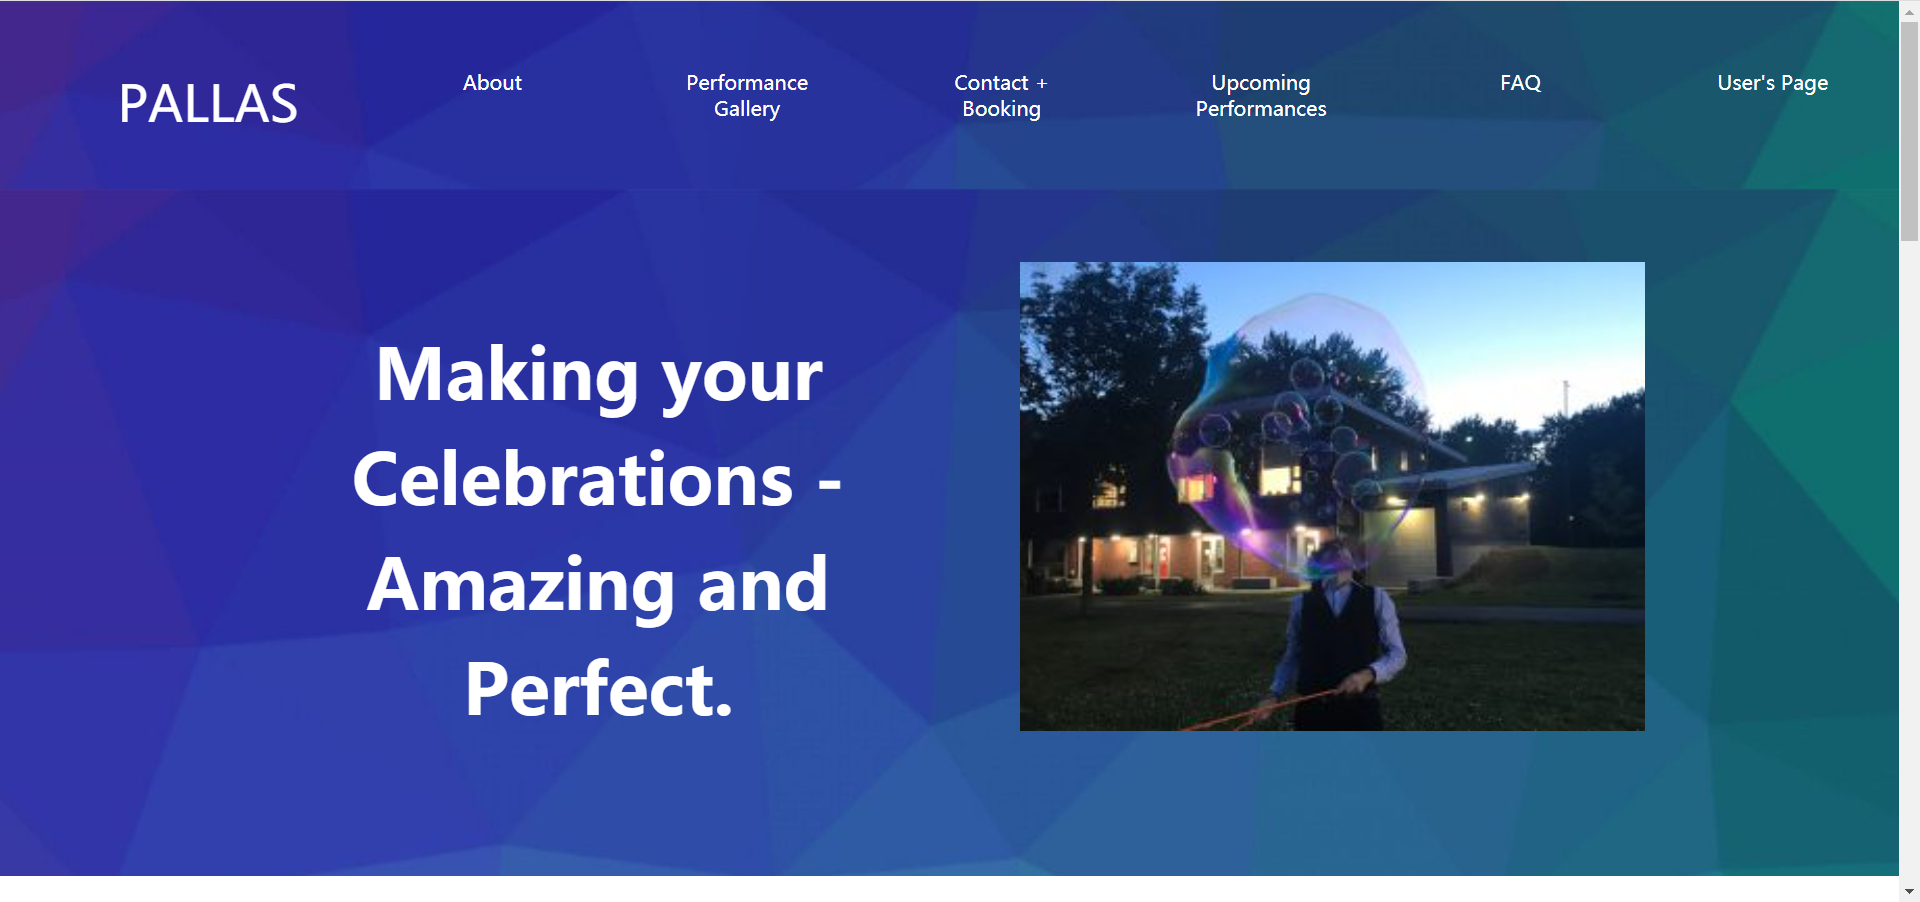 PALLAS
About
Performance
Gallery
Contact +
Booking
Upcoming
Performances
FAQ
User's Page
Making your
Celebrations -
Amazing and
Perfect.